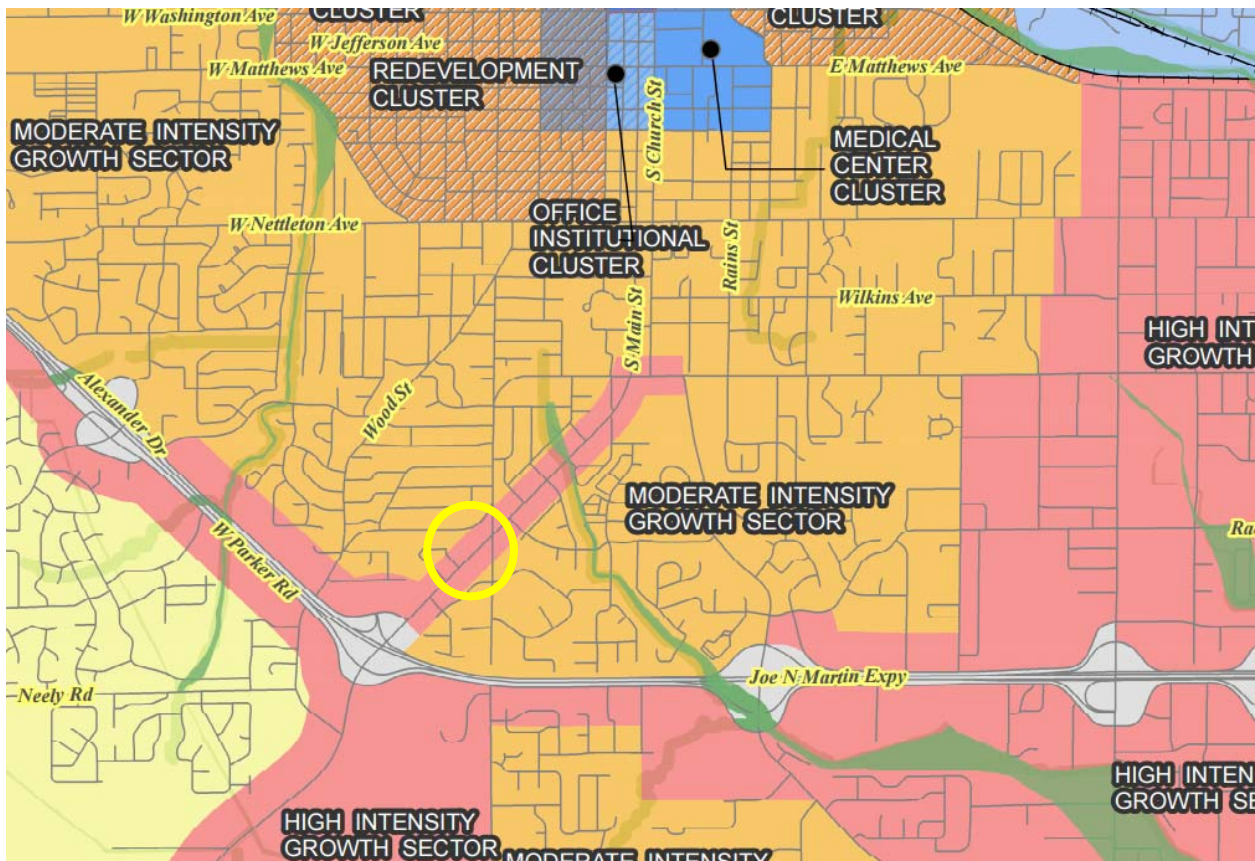 W Washington Ave
CLUSTER
CLUSTER
W Jefferson Ave
W Matthews Ave
REDEVELOPMENT
CLUSTER
E Matthews Ave
MODERATE INTENSITY
GROWTH SECTOR
S Church St
MEDICAL
CENTER
CLUSTER
W Nettleton Ave
OFFICE
INSTITUTIONAL
CLUSTER
Rains St
Wilkins Ave
S Main St
HIGH INT
GROWTH
Alexander Dr
Wood St
MODERATE INTENSITY
GROWTH SECTOR
Ra
W Parker Rd
Neely Rd
Joe N Martin Expy
HIGH INTEN
GROWTH SE
HIGH INTENSITY
GROWTH SECTOR
MODERATE INTENSITY